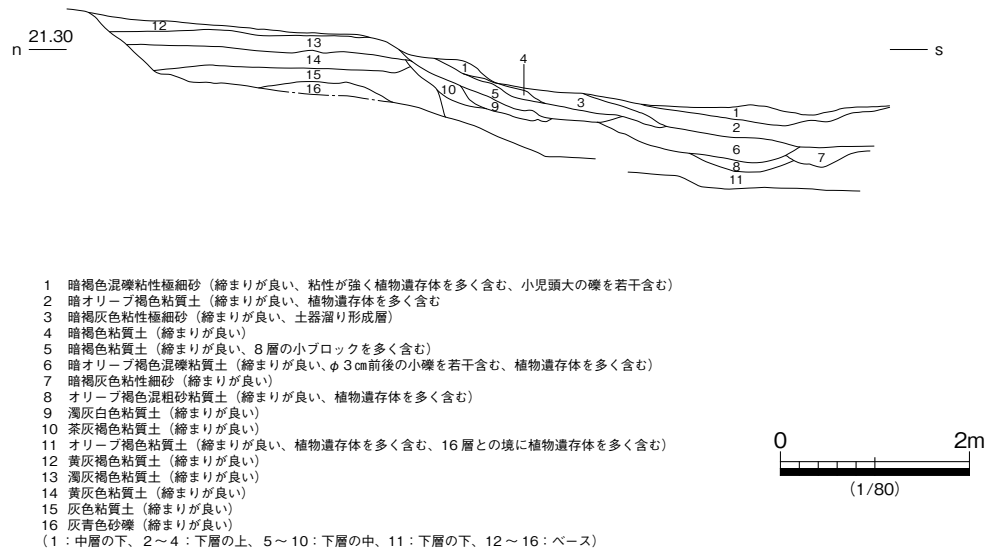 12
21.30
n
s
13
4
14
1
15
5
3
10
16
9
1
2
6
7
8
11
1 暗褐色混礫粘性極細砂（締まりが良い、粘性が強く植物遺存体を多く含む、小児頭大の礫を若干含む）
2 暗オリーブ褐色粘質土（締まりが良い、植物遺存体を多く含む
3 暗褐灰色粘性極細砂（締まりが良い、土器溜り形成層）
4 暗褐色粘質土（締まりが良い）
5 暗褐色粘質土（締まりが良い、８層の小ブロックを多く含む）
6 暗オリーブ褐色混礫粘質土（締まりが良い、φ３㎝前後の小礫を若干含む、植物遺存体を多く含む）
7 暗褐灰色粘性細砂（締まりが良い）
8 オリーブ褐色混粗砂粘質土（締まりが良い、植物遺存体を多く含む）
9 濁灰白色粘質土（締まりが良い）
10 茶灰褐色粘質土（締まりが良い）
11 オリーブ褐色粘質土（締まりが良い、植物遺存体を多く含む、16 層との境に植物遺存体を多く含む）
12 黄灰褐色粘質土（締まりが良い）
13 濁灰褐色粘質土（締まりが良い）
14 黄灰色粘質土（締まりが良い）
15 灰色粘質土（締まりが良い）
16 灰青色砂礫（締まりが良い）
（１：中層の下、２～４：下層の上、５～10：下層の中、11：下層の下、12～16：ベース）
0 2m
(1/80)